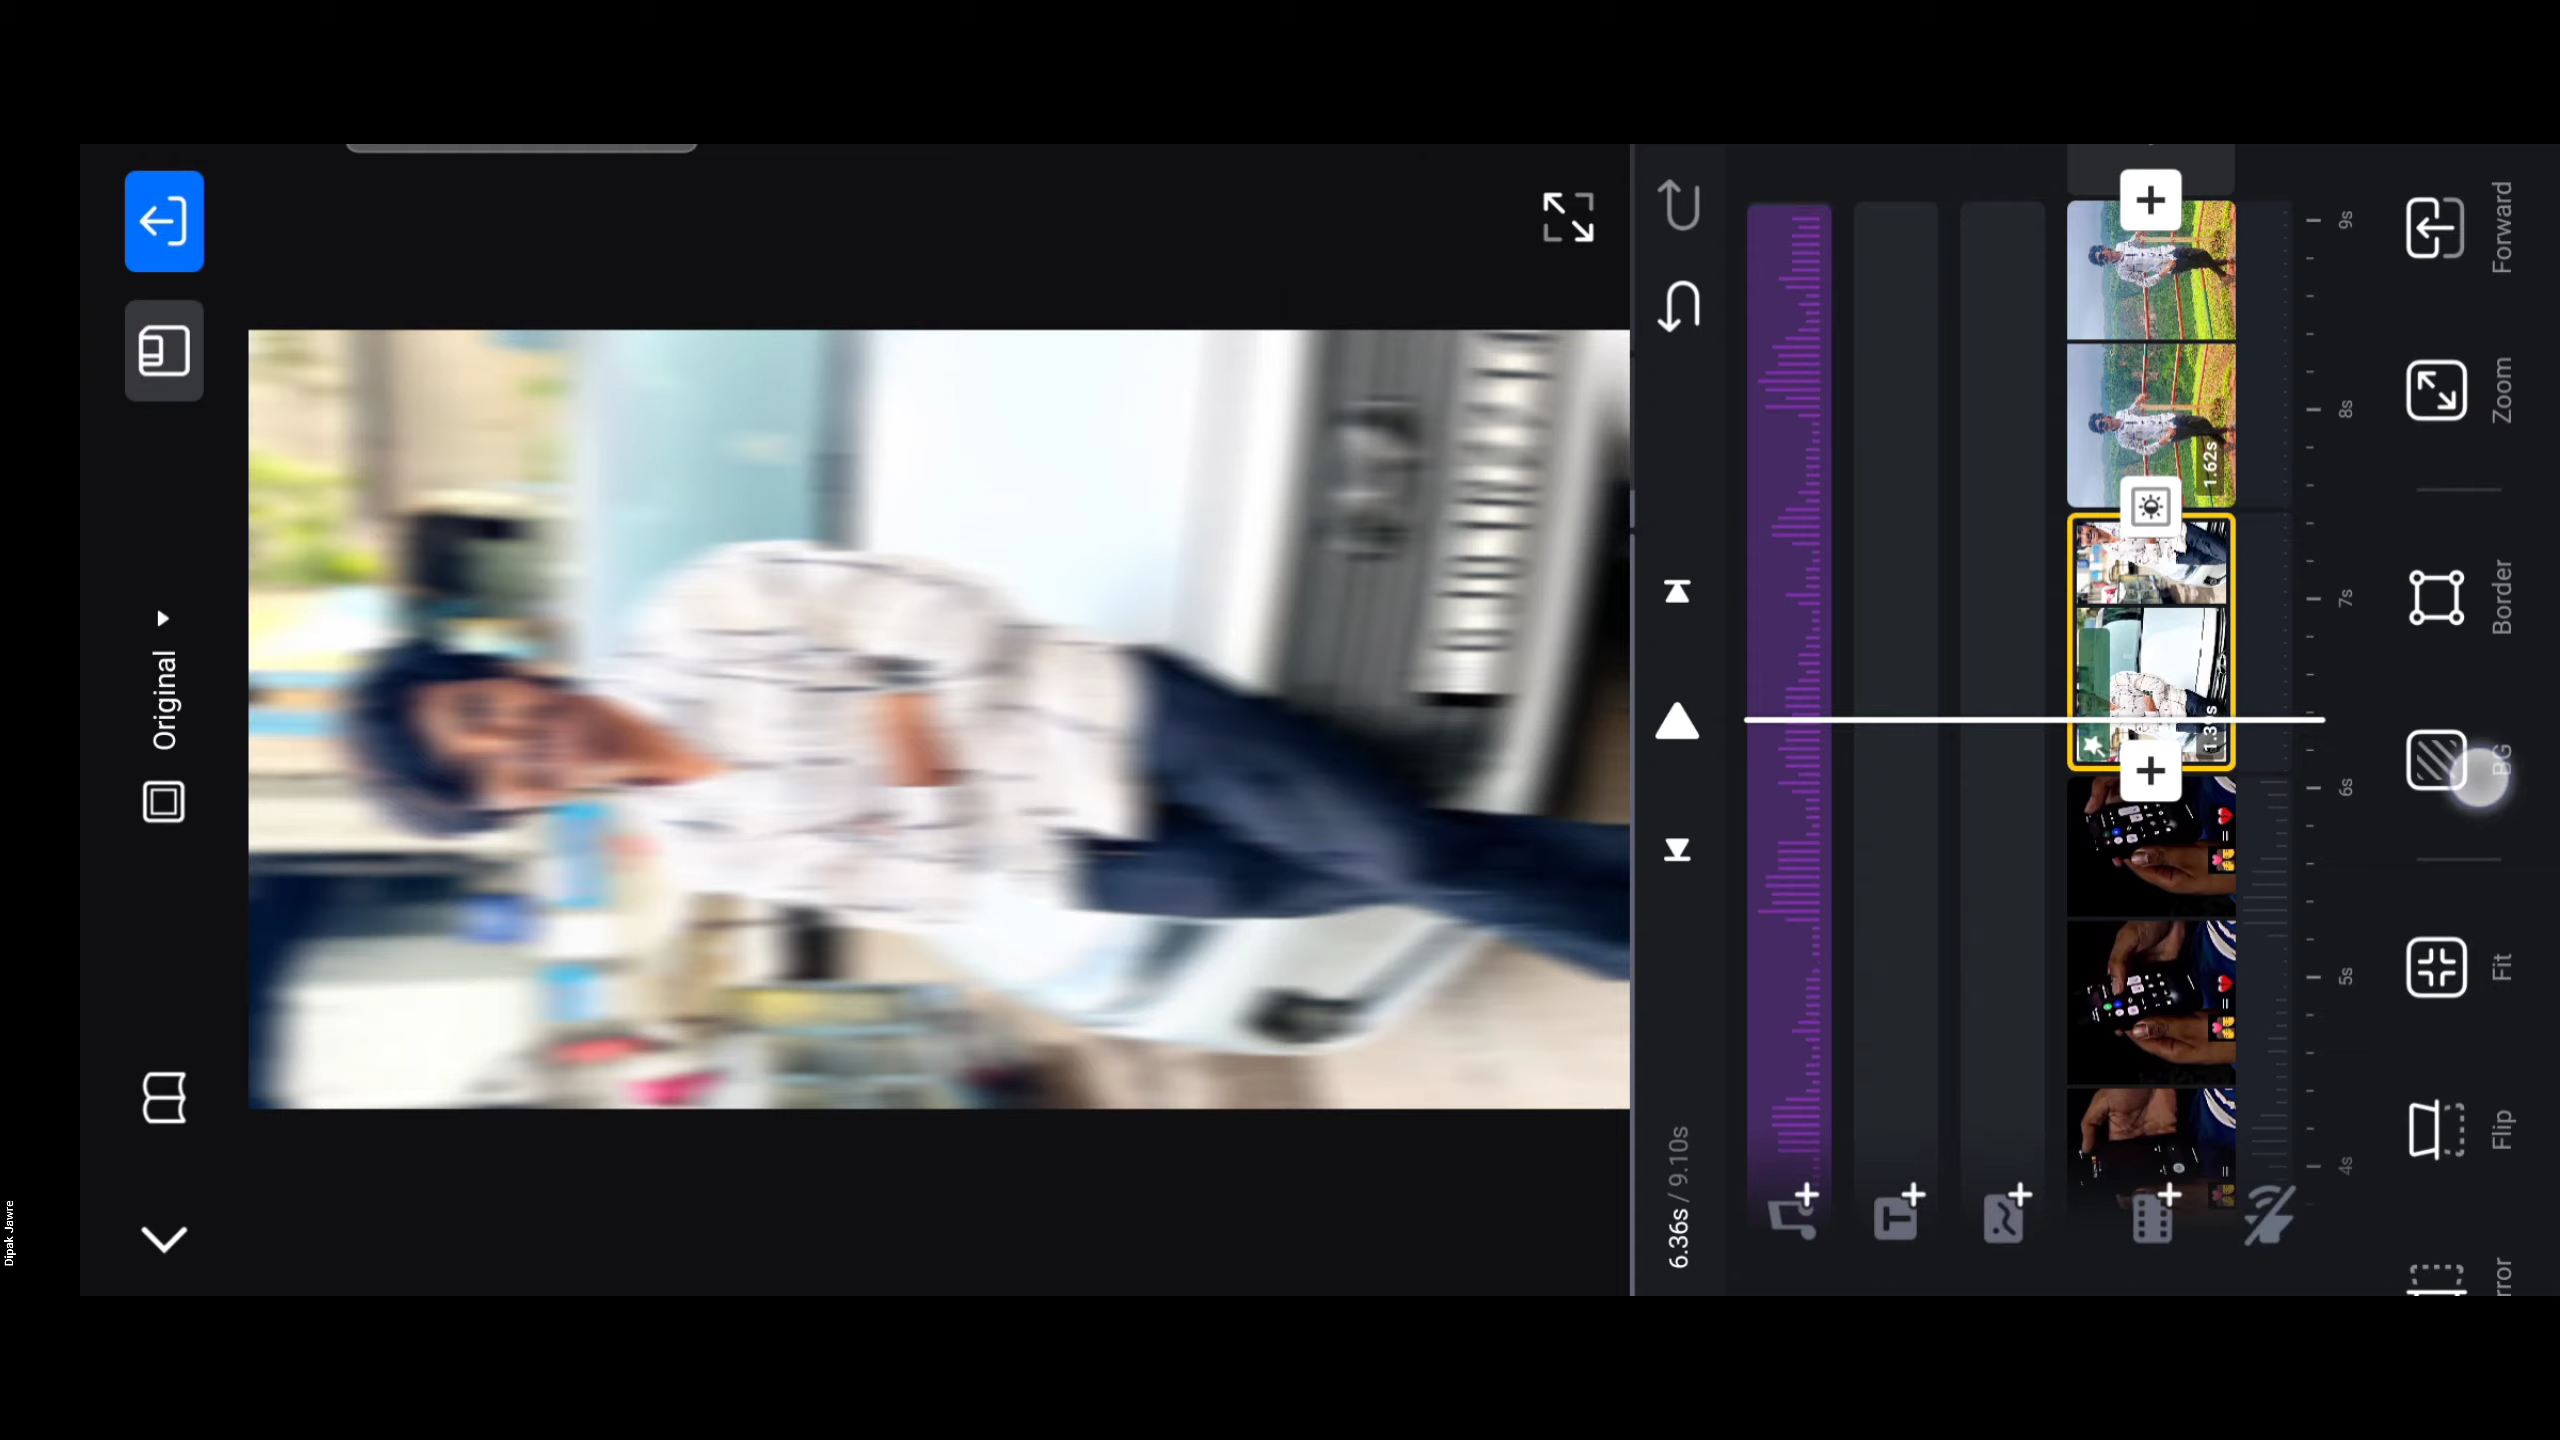 Original
6.36s / 9.10s
1.62s
9s
8s
7s
6s
5s
4s
Forward
Zoom
Border
BG
Fit
Flip
rror
Dipak Jawre